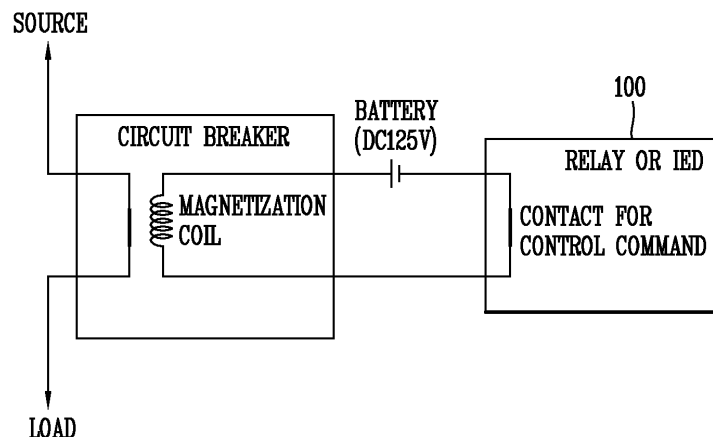 SOURCE
100
BATTERY
(DC125V)
CIRCUIT BREAKER
RELAY OR IED
MAGNETIZATION
COIL
CONTACT FOR
CONTROL COMMAND
LOAD